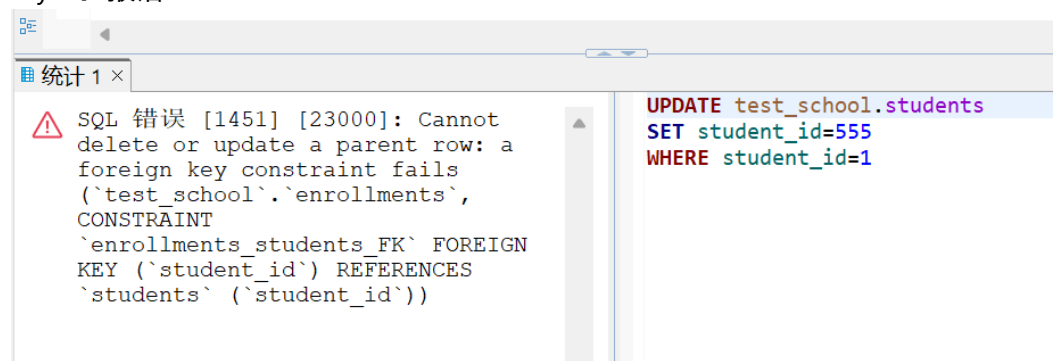 统计 1 ×
SQL 错误 [1451] [23000]: Cannot
delete or update a parent row: a
foreign key constraint fails
(`test_school`.`enrollments`,
CONSTRAINT
`enrollments_students_FK` FOREIGN
KEY (`student_id`) REFERENCES
`students` (`student_id`))
UPDATE test_school.students
SET student_id=555
WHERE student_id=1